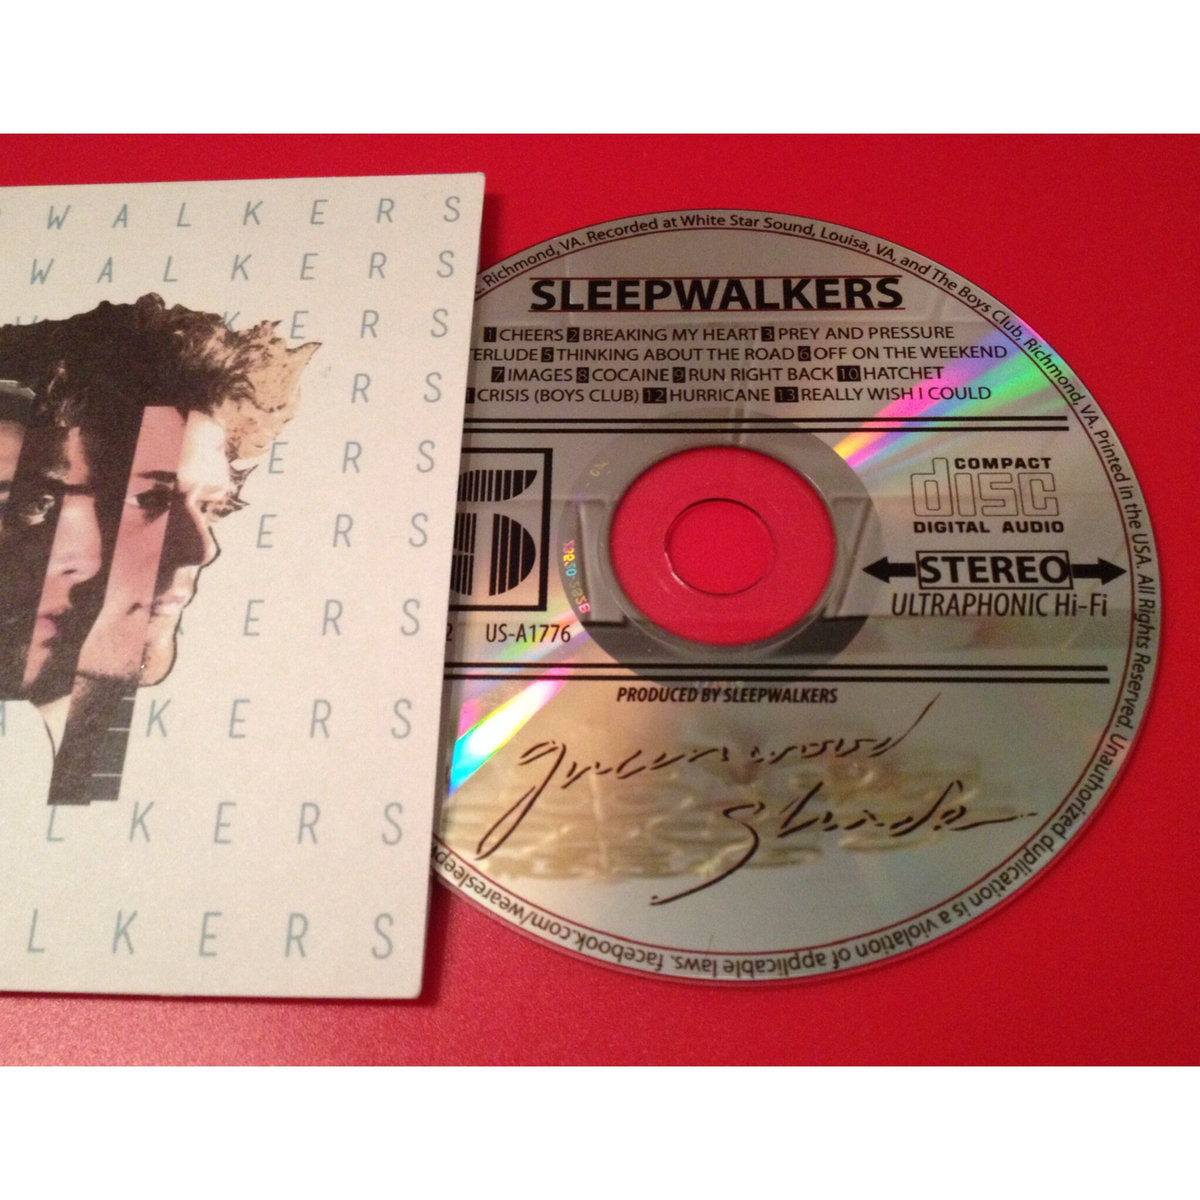 WALKERS
WALKERS
KERS
RS
ERS
ERS
ERS
KERS
LKERS
LKERS
Richmond, VA. Recorded at White Star Sound, Louisa, VA, and The Boys Club, Richmond, VA. Printed in the USA. All Rights Reserved. Unauthorized duplication is a violation of applicable laws. facebook.com/wearesleepw
SLEEPWALKERS
1 CHEERS 2 BREAKING MY HEART 3 PREY AND PRESSURE
TERLUDE 5 THINKING ABOUT THE ROAD 6 OFF ON THE WEEKEND
7 IMAGES 8 COCAINE 9 RUN RIGHT BACK 10 HATCHET
CRISIS (BOYS CLUB) 12 HURRICANE 13 REALLY WISH I COULD
COMPACT
disc
DIGITAL AUDIO
STEREO
ULTRAPHONIC Hi-Fi
2 US-A1776
PRODUCED BY SLEEPWALKERS
greenwood
shade